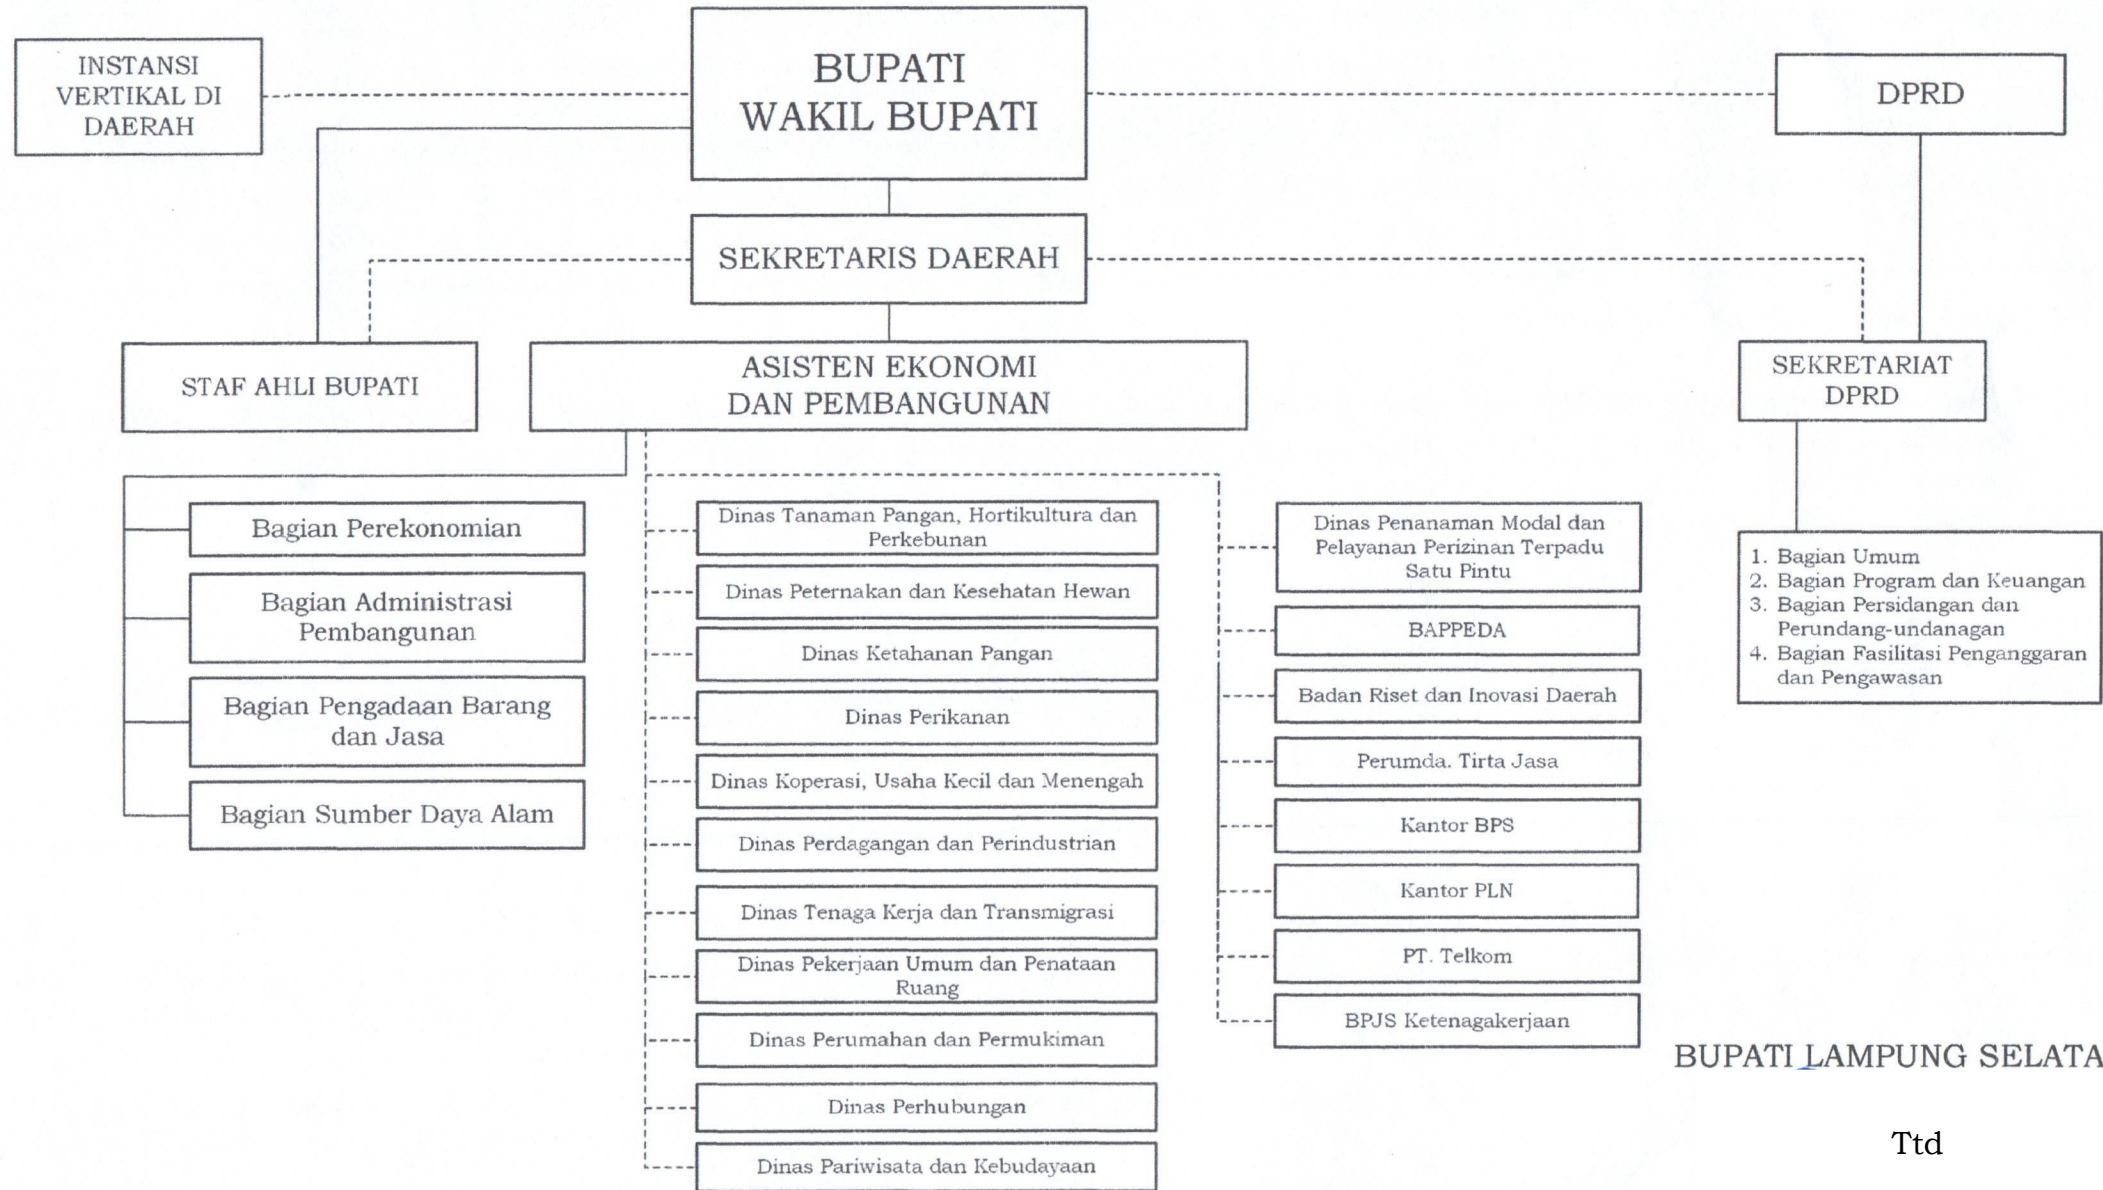 INSTANSI
VERTIKAL DI
DAERAH
BUPATI
WAKIL BUPATI
DPRD
SEKRETARIS DAERAH
STAF AHLI BUPATI
ASISTEN EKONOMI
DAN PEMBANGUNAN
SEKRETARIAT
DPRD
Bagian Perekonomian
Bagian Administrasi
Pembangunan
Bagian Pengadaan Barang
dan Jasa
Bagian Sumber Daya Alam
Dinas Tanaman Pangan, Hortikultura dan
Perkebunan
Dinas Peternakan dan Kesehatan Hewan
Dinas Ketahanan Pangan
Dinas Perikanan
Dinas Koperasi, Usaha Kecil dan Menengah
Dinas Perdagangan dan Perindustrian
Dinas Tenaga Kerja dan Transmigrasi
Dinas Pekerjaan Umum dan Penataan
Ruang
Dinas Perumahan dan Permukiman
Dinas Perhubungan
Dinas Pariwisata dan Kebudayaan
Dinas Penanaman Modal dan
Pelayanan Perizinan Terpadu
Satu Pintu
BAPPEDA
Badan Riset dan Inovasi Daerah
Perumda. Tirta Jasa
Kantor BPS
Kantor PLN
PT. Telkom
BPJS Ketenagakerjaan
1. Bagian Umum
2. Bagian Program dan Keuangan
3. Bagian Persidangan dan
Perundang-undanagan
4. Bagian Fasilitasi Penganggaran
dan Pengawasan
BUPATI LAMPUNG SELATA
Ttd